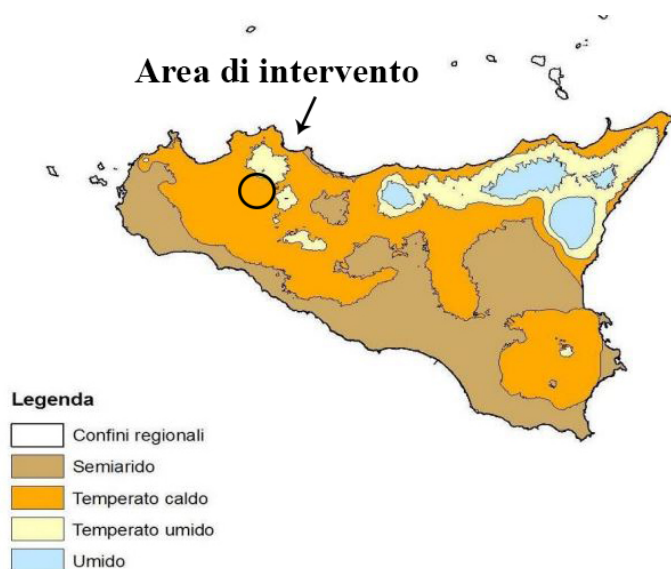 Area di intervento
Legenda
Confini regionali
Semiarido
Temperato caldo
Temperato umido
Umido